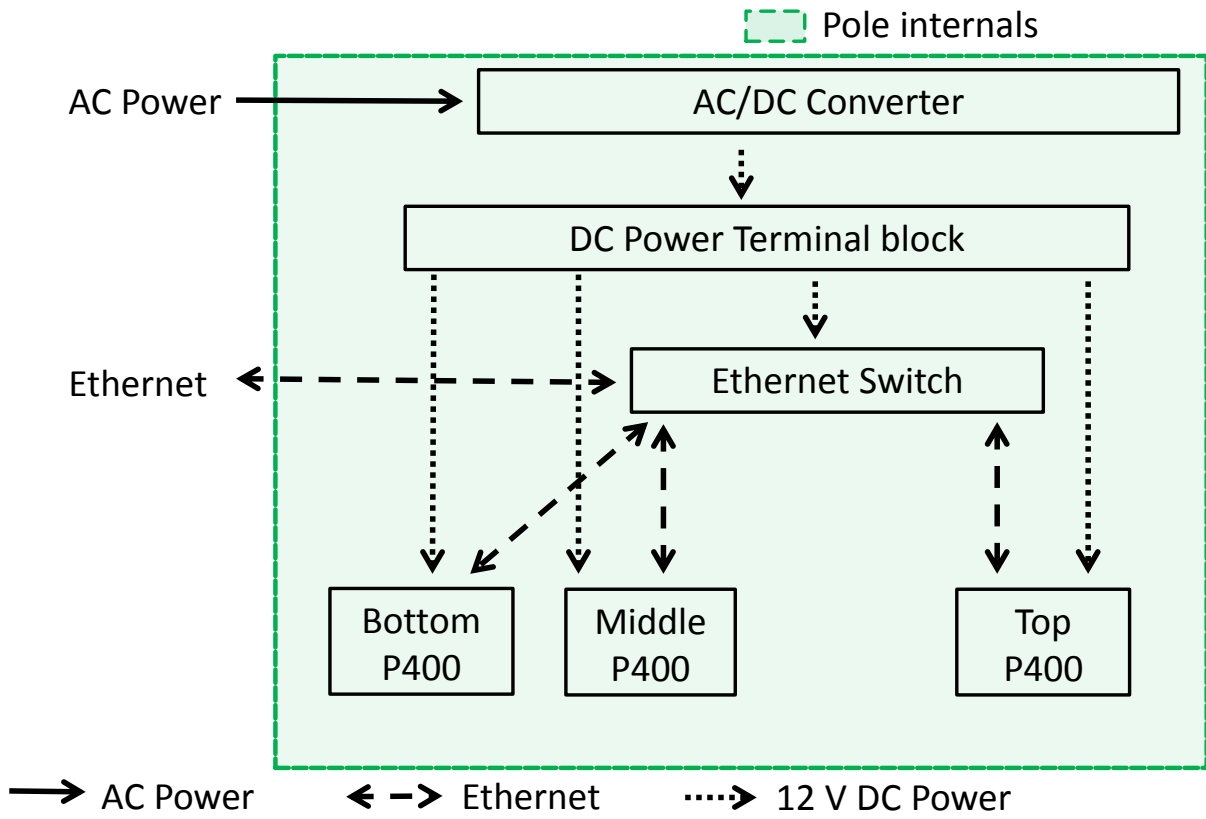 Pole internals
AC Power
AC/DC Converter
DC Power Terminal block
Ethernet
Ethernet Switch
Bottom
P400
Middle
P400
Top
P400
AC Power
Ethernet
12 V DC Power